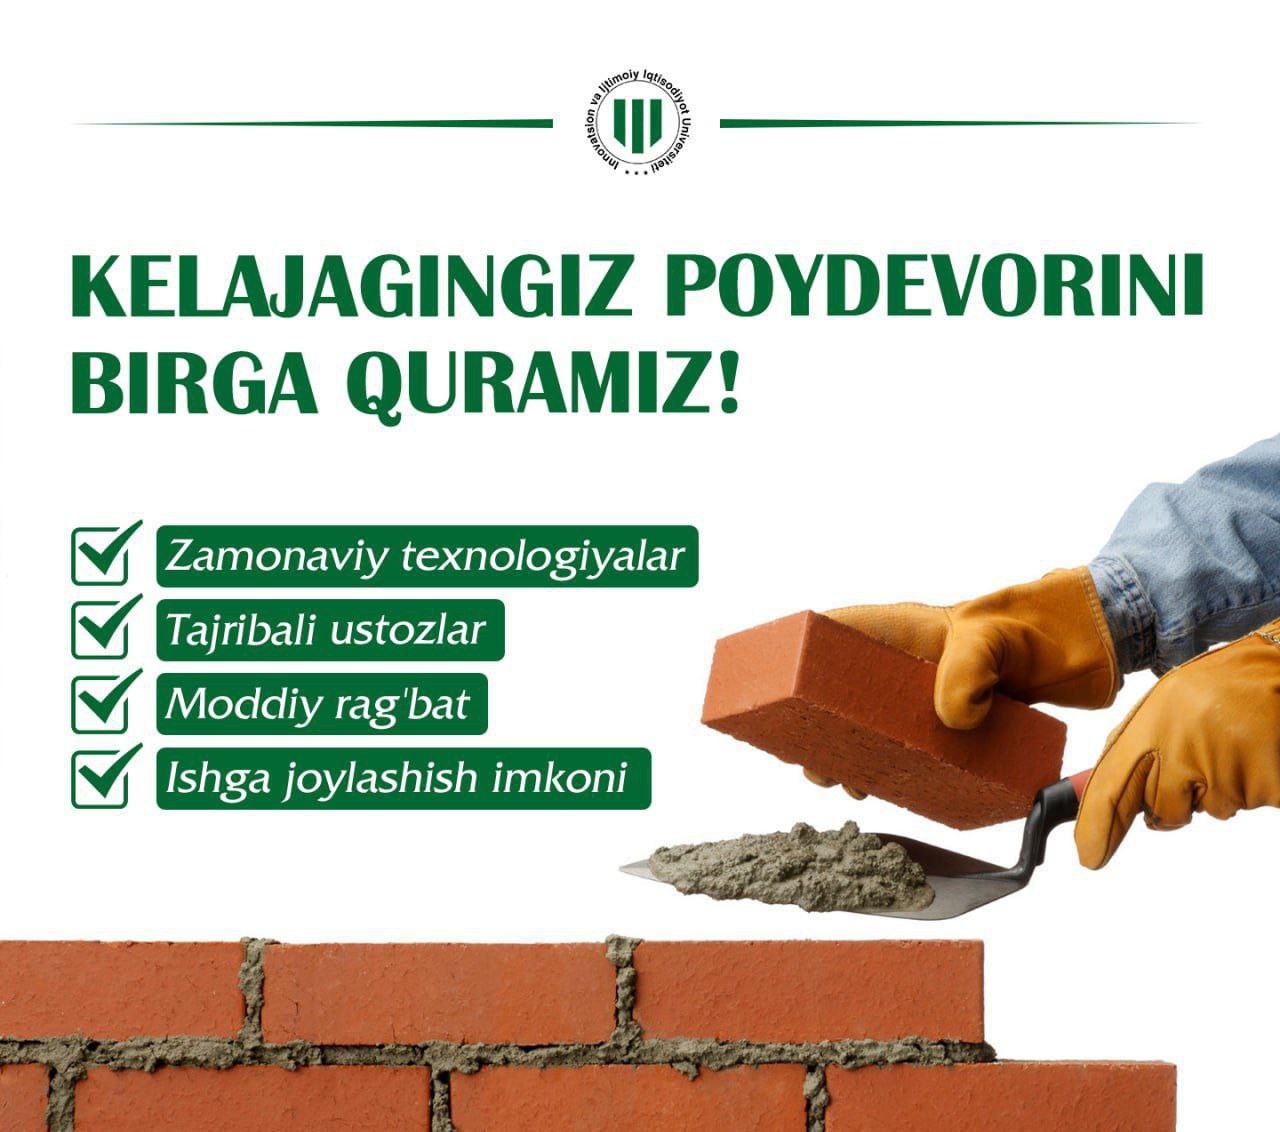 Innovatsion va Ijtimoiy Iqtisodiyot Universiteti
KELAJAGINGIZ POYDEVORINI
BIRGA QURAMIZ!
Zamonaviy texnologiyalar
Tajribali ustozlar
Moddiy rag'bat
Ishga joylashish imkoni